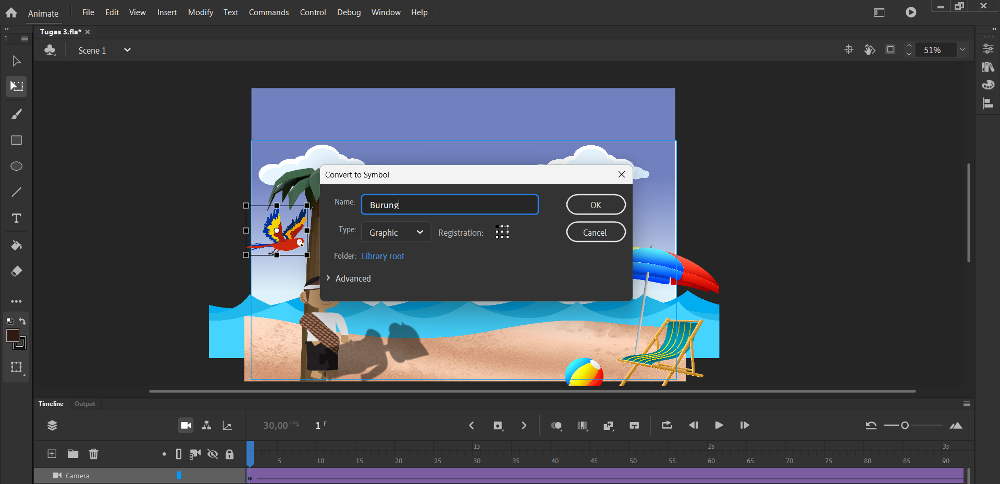 Animate File Edit View Insert Modify Text Commands Control Debug Window Help
Tugas 3.fla*
Scene 1
51%
Convert to Symbol
Name: Burung OK
Type: Graphic Registration: Cancel
Folder: Library root
Advanced
Timeline Output
30,00 FPS 1 F
1s 2s 3s
5 10 15 20 25 30 35 40 45 50 55 60 65 70 75 80 85 90
Camera